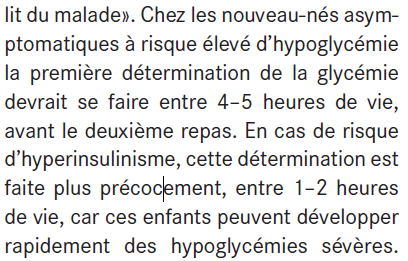 lit du malade». Chez les nouveau-nés asym-
ptomatiques à risque élevé d’hypoglycémie
la première détermination de la glycémie
devrait se faire entre 4–5 heures de vie,
avant le deuxième repas. En cas de risque
d’hyperinsulinisme, cette détermination est
faite plus précocement, entre 1–2 heures
de vie, car ces enfants peuvent développer
rapidement des hypoglycémies sévères.